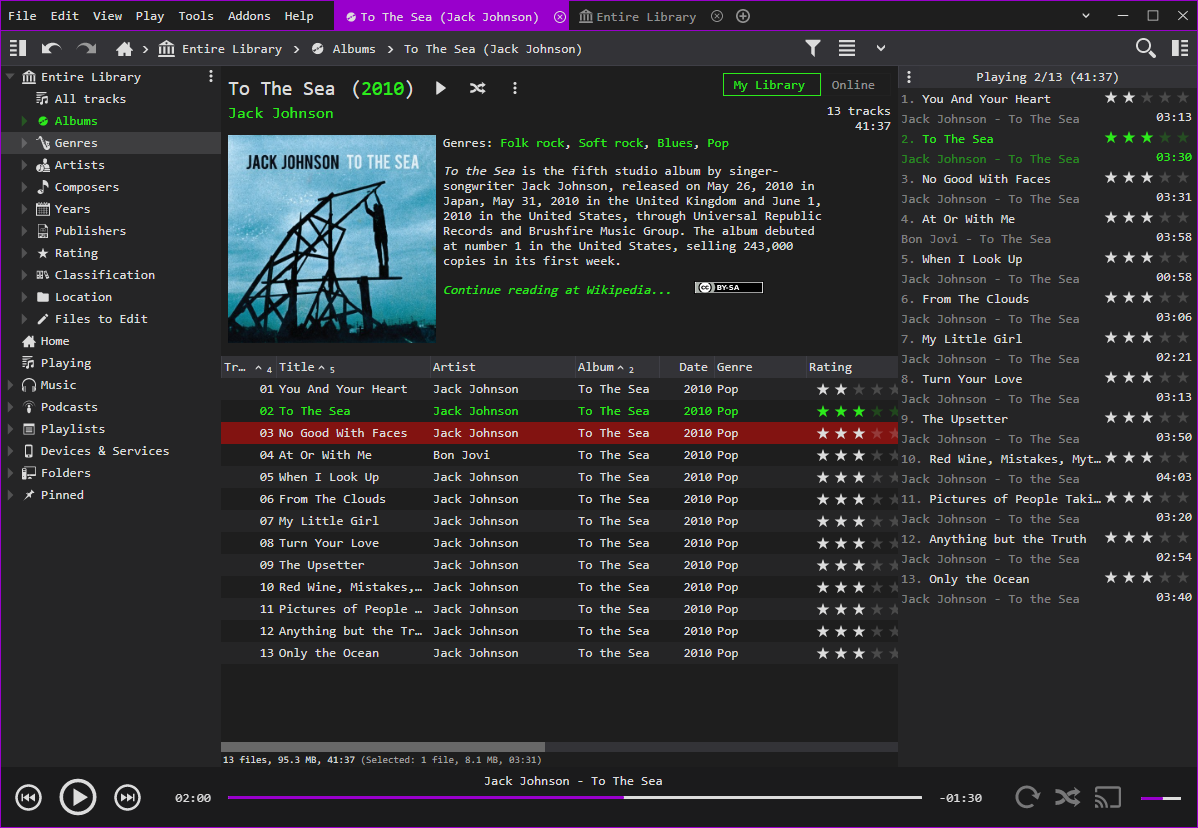 File Edit View Play Tools Addons Help To The Sea (Jack Johnson) Entire Library
Entire Library > Albums > To The Sea (Jack Johnson)
Entire Library
All tracks
Albums
Genres
Artists
Composers
Years
Publishers
Rating
Classification
Location
Files to Edit
Home
Playing
Music
Podcasts
Playlists
Devices & Services
Folders
Pinned
To The Sea (2010)
Jack Johnson
My Library Online
13 tracks
41:37
JACK JOHNSON TO THE SEA
Genres: Folk rock, Soft rock, Blues, Pop
To the Sea is the fifth studio album by singer-
songwriter Jack Johnson, released on May 26, 2010 in
Japan, May 31, 2010 in the United Kingdom and June 1,
2010 in the United States, through Universal Republic
Records and Brushfire Music Group. The album debuted
at number 1 in the United States, selling 243,000
copies in its first week.
Continue reading at Wikipedia... CC BY-SA
Tr... 4 Title 5 Artist Album 2 Date Genre Rating
01 You And Your Heart Jack Johnson To The Sea 2010 Pop
02 To The Sea Jack Johnson To The Sea 2010 Pop
03 No Good With Faces Jack Johnson To The Sea 2010 Pop
04 At Or With Me Bon Jovi To The Sea 2010 Pop
05 When I Look Up Jack Johnson To The Sea 2010 Pop
06 From The Clouds Jack Johnson To The Sea 2010 Pop
07 My Little Girl Jack Johnson To The Sea 2010 Pop
08 Turn Your Love Jack Johnson To The Sea 2010 Pop
09 The Upsetter Jack Johnson To The Sea 2010 Pop
10 Red Wine, Mistakes,... Jack Johnson To the Sea 2010 Pop
11 Pictures of People ... Jack Johnson To the Sea 2010 Pop
12 Anything but the Tr... Jack Johnson To the Sea 2010 Pop
13 Only the Ocean Jack Johnson To the Sea 2010 Pop
13 files, 95.3 MB, 41:37 (Selected: 1 file, 8.1 MB, 03:31)
Playing 2/13 (41:37)
1. You And Your Heart
Jack Johnson - To The Sea 03:13
2. To The Sea
Jack Johnson - To The Sea 03:30
3. No Good With Faces
Jack Johnson - To The Sea 03:31
4. At Or With Me
Bon Jovi - To The Sea 03:58
5. When I Look Up
Jack Johnson - To The Sea 00:58
6. From The Clouds
Jack Johnson - To The Sea 03:06
7. My Little Girl
Jack Johnson - To The Sea 02:21
8. Turn Your Love
Jack Johnson - To The Sea 03:13
9. The Upsetter
Jack Johnson - To The Sea 03:50
10. Red Wine, Mistakes, Myt...
Jack Johnson - To the Sea 04:03
11. Pictures of People Taki...
Jack Johnson - To the Sea 03:20
12. Anything but the Truth
Jack Johnson - To the Sea 02:54
13. Only the Ocean
Jack Johnson - To the Sea 03:40
Jack Johnson - To The Sea
02:00 -01:30